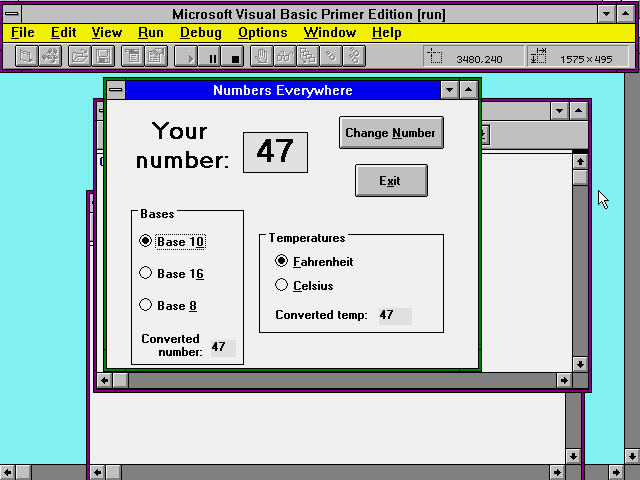 Microsoft Visual Basic Primer Edition [run]
File Edit View Run Debug Options Window Help
3480,240 1575×495
Numbers Everywhere
Your number: 47
Change Number
Exit
Bases
Base 10
Base 16
Base 8
Converted number: 47
Temperatures
Fahrenheit
Celsius
Converted temp: 47